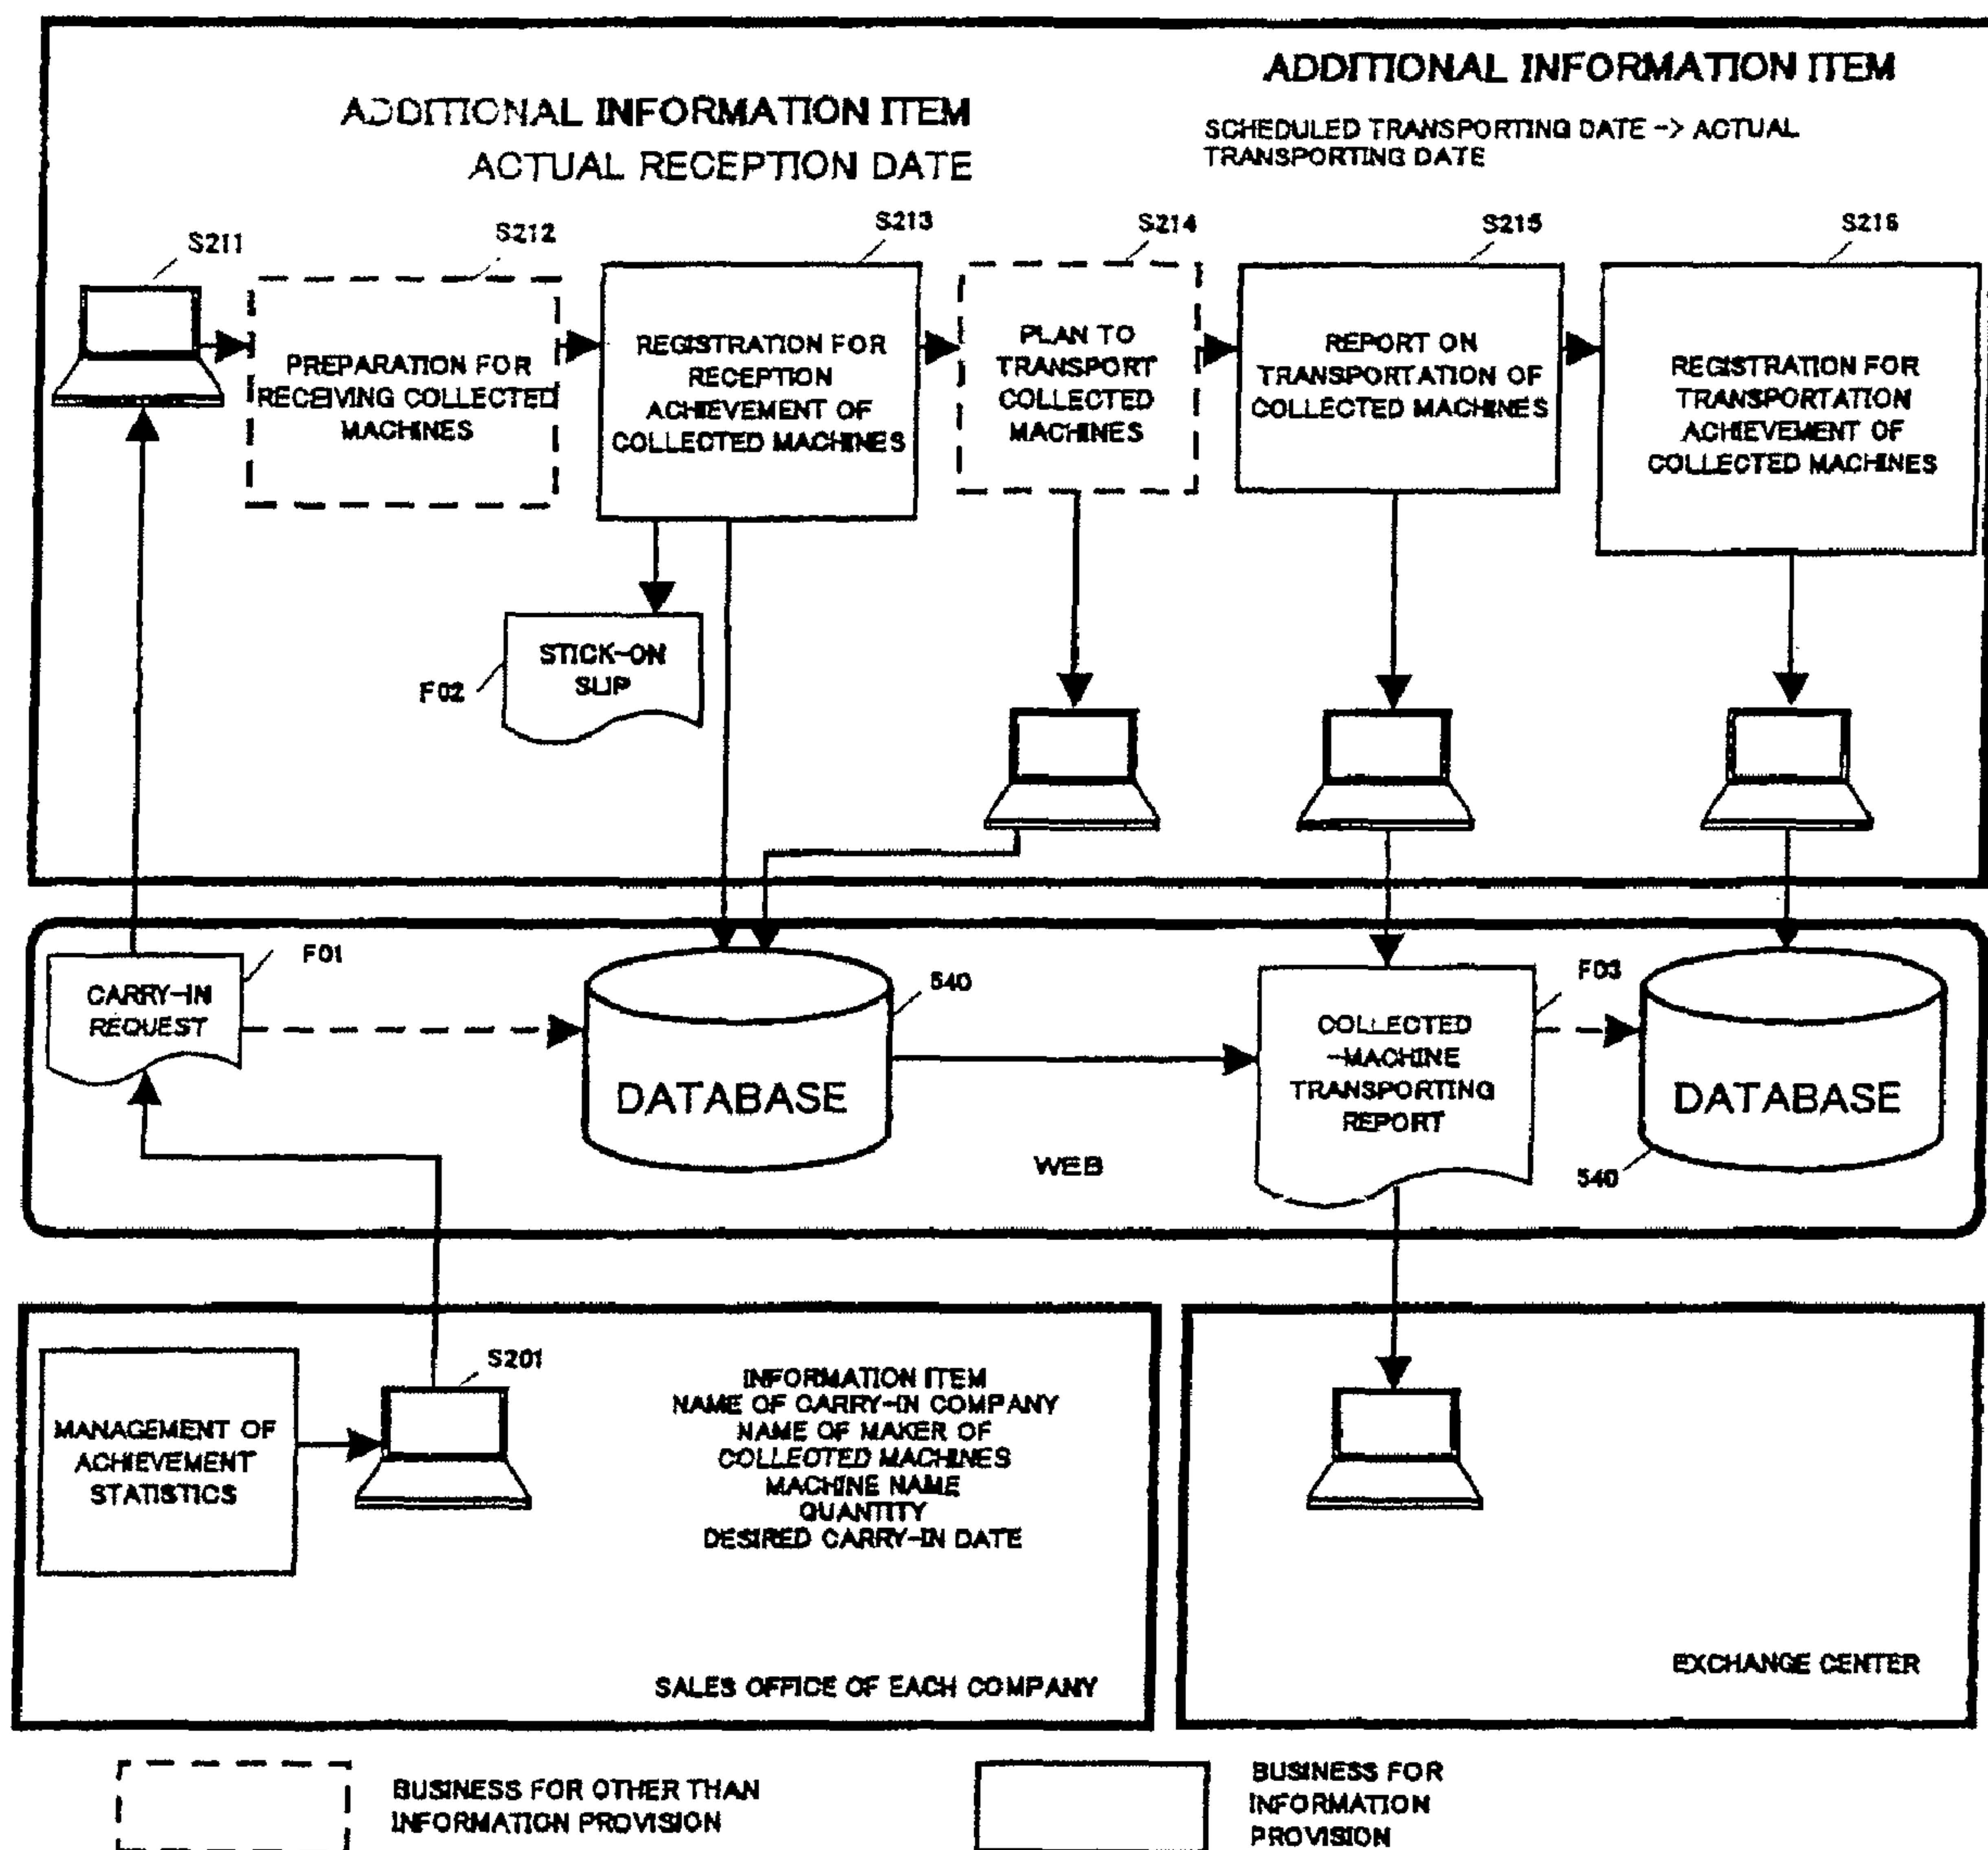 ADDITIONAL INFORMATION ITEM
ACTUAL RECEPTION DATE
ADDITIONAL INFORMATION ITEM
SCHEDULED TRANSPORTING DATE -> ACTUAL
TRANSPORTING DATE
S211
S212
S213
S214
S215
S216
PREPARATION FOR
RECEIVING COLLECTED
MACHINES
REGISTRATION FOR
RECEPTION
ACHIEVEMENT OF
COLLECTED MACHINES
PLAN TO
TRANSPORT
COLLECTED
MACHINES
REPORT ON
TRANSPORTATION OF
COLLECTED MACHINES
REGISTRATION FOR
TRANSPORTATION
ACHIEVEMENT OF
COLLECTED MACHINES
STICK-ON
SLIP
F02
F01
CARRY-IN
REQUEST
540
DATABASE
WEB
COLLECTED
-MACHINE
TRANSPORTING
REPORT
F03
DATABASE
540
MANAGEMENT OF
ACHIEVEMENT
STATISTICS
S201
INFORMATION ITEM
NAME OF CARRY-IN COMPANY
NAME OF MAKER OF
COLLECTED MACHINES
MACHINE NAME
QUANTITY
DESIRED CARRY-IN DATE
SALES OFFICE OF EACH COMPANY
EXCHANGE CENTER
BUSINESS FOR OTHER THAN
INFORMATION PROVISION
BUSINESS FOR
INFORMATION
PROVISION